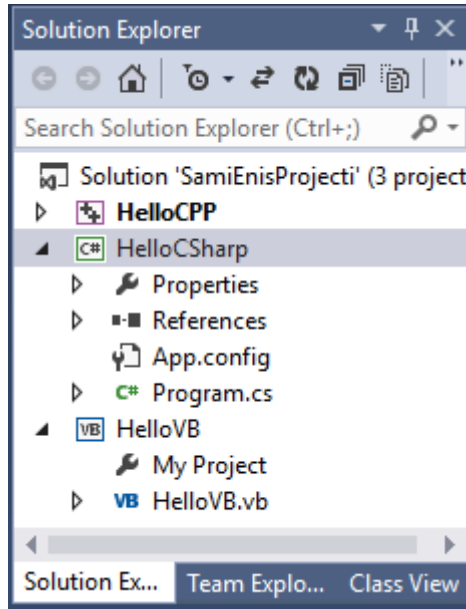 Solution Explorer
Search Solution Explorer (Ctrl+;)
Solution 'SamiEnisProjecti' (3 project
HelloCPP
C# HelloCSharp
Properties
References
App.config
C# Program.cs
VB HelloVB
My Project
VB HelloVB.vb
Solution Ex... Team Explo... Class View